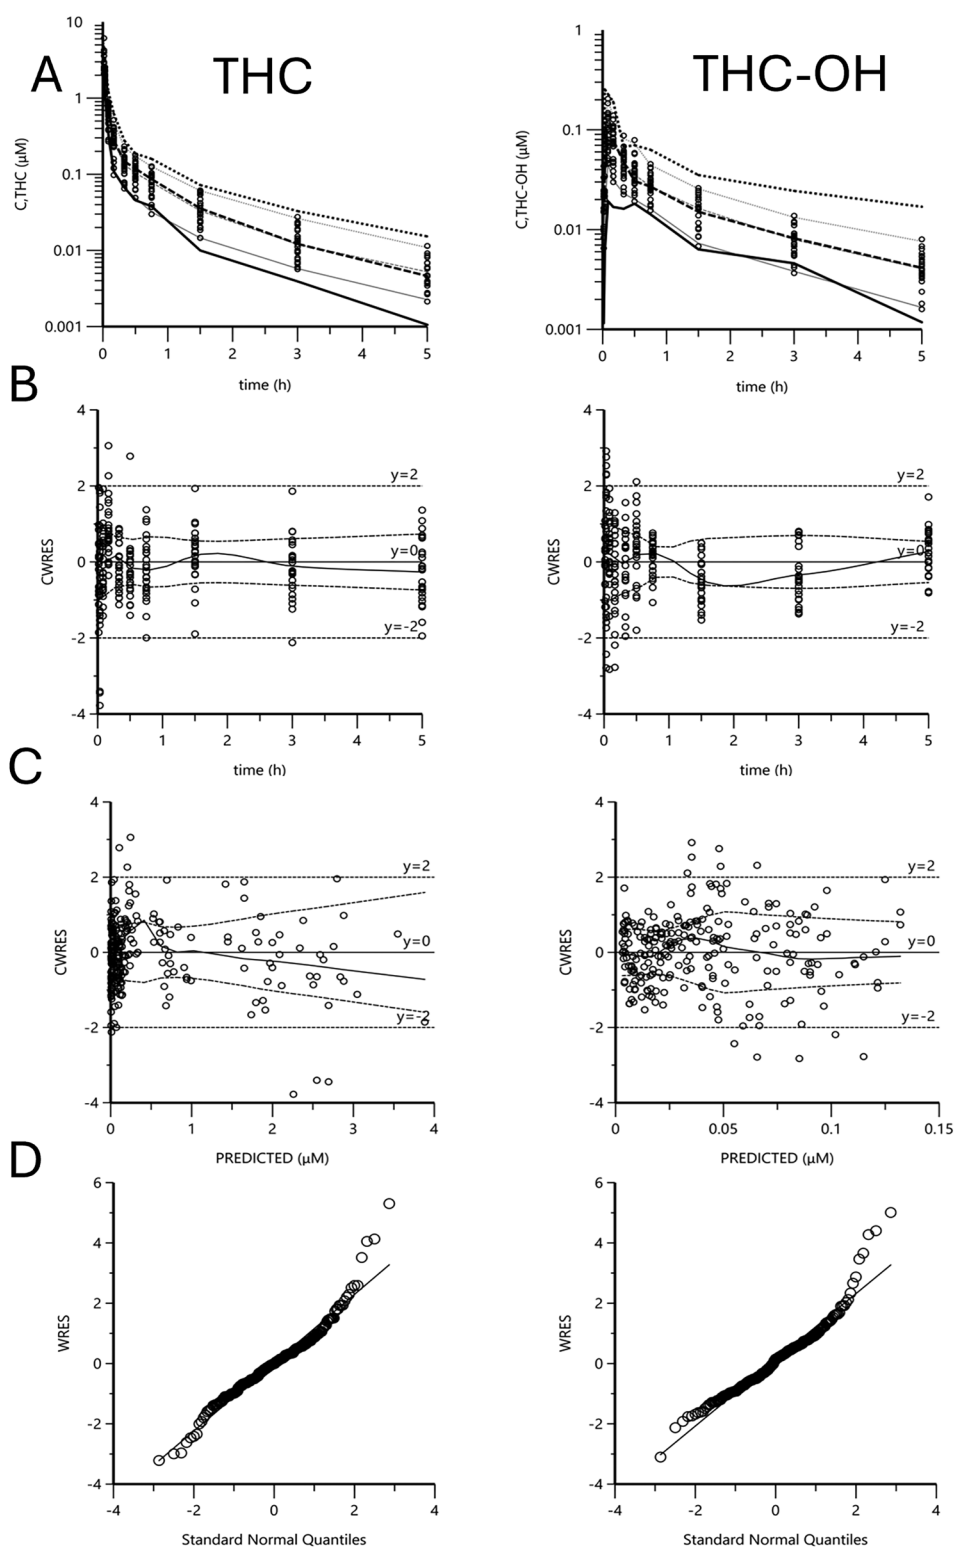 A
THC
THC-OH
C,THC (µM)
10
1
0.1
0.01
0.001
0 1 2 3 4 5
time (h)
C,THC-OH (µM)
1
0.1
0.01
0.001
0 1 2 3 4 5
time (h)
B
CWRES
4
2
0
-2
-4
y=2
y=0
y=-2
0 1 2 3 4 5
time (h)
CWRES
4
2
0
-2
-4
y=2
y=0
y=-2
0 1 2 3 4 5
time (h)
C
CWRES
4
2
0
-2
-4
y=2
y=0
y=-2
0 1 2 3 4
PREDICTED (µM)
CWRES
4
2
0
-2
-4
y=2
y=0
y=-2
0 0.05 0.1 0.15
PREDICTED (µM)
D
WRES
6
4
2
0
-2
-4
-4 -2 0 2 4
Standard Normal Quantiles
WRES
6
4
2
0
-2
-4
-4 -2 0 2 4
Standard Normal Quantiles